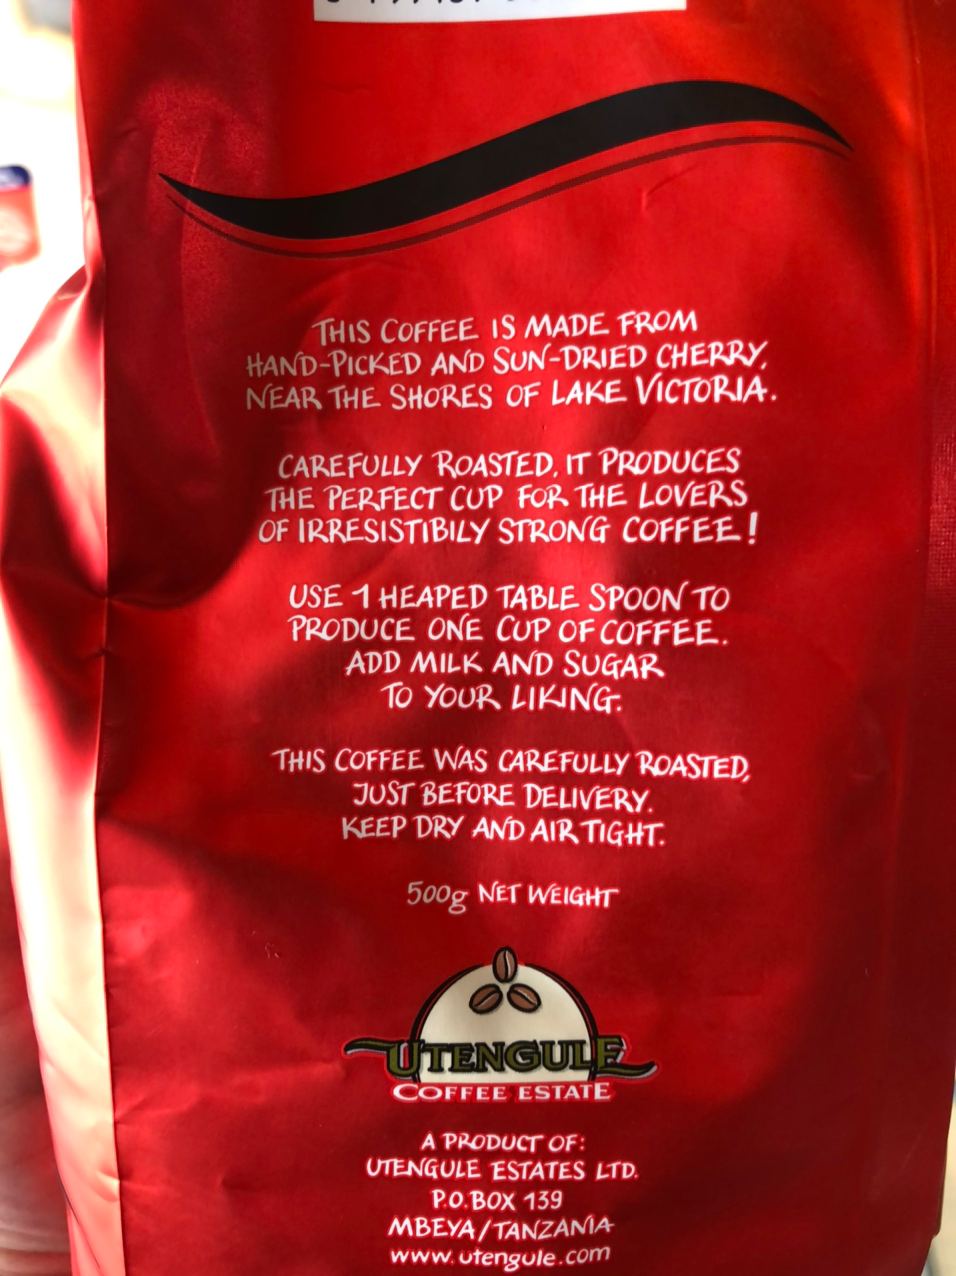 THIS COFFEE IS MADE FROM
HAND-PICKED AND SUN-DRIED CHERRY,
NEAR THE SHORES OF LAKE VICTORIA.
CAREFULLY ROASTED, IT PRODUCES
THE PERFECT CUP FOR THE LOVERS
OF IRRESISTIBILY STRONG COFFEE!
USE 1 HEAPED TABLE SPOON TO
PRODUCE ONE CUP OF COFFEE.
ADD MILK AND SUGAR
TO YOUR LIKING.
THIS COFFEE WAS CAREFULLY ROASTED,
JUST BEFORE DELIVERY.
KEEP DRY AND AIR TIGHT.
500g NET WEIGHT
UTENGULE
COFFEE ESTATE
A PRODUCT OF:
UTENGULE ESTATES LTD.
P.O. BOX 139
MBEYA/TANZANIA
www.utengule.com